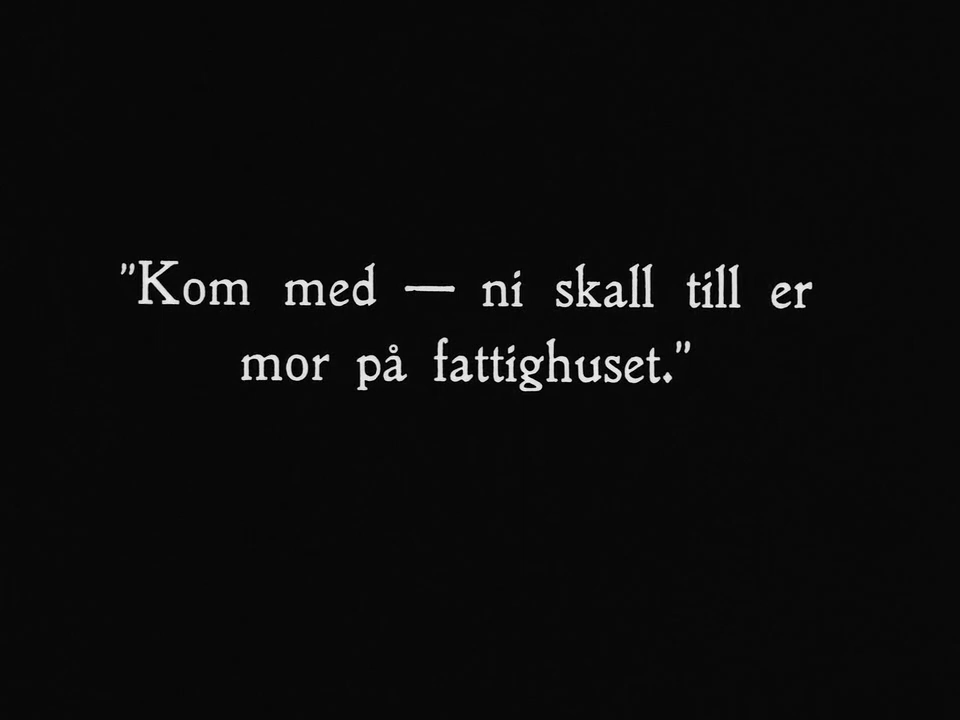 "Kom med — ni skall till er
mor på fattighuset."